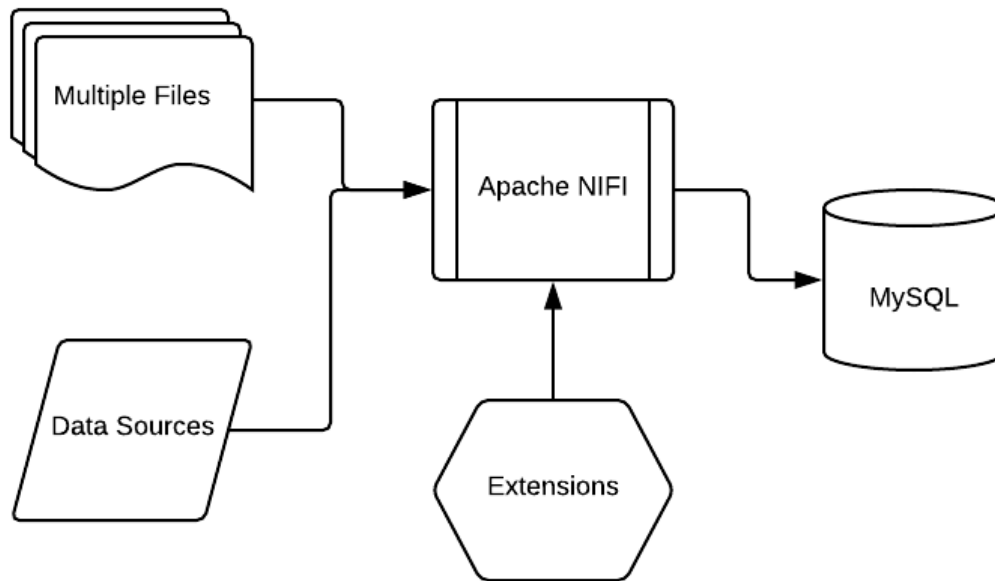 Multiple Files
Apache NIFI
MySQL
Data Sources
Extensions